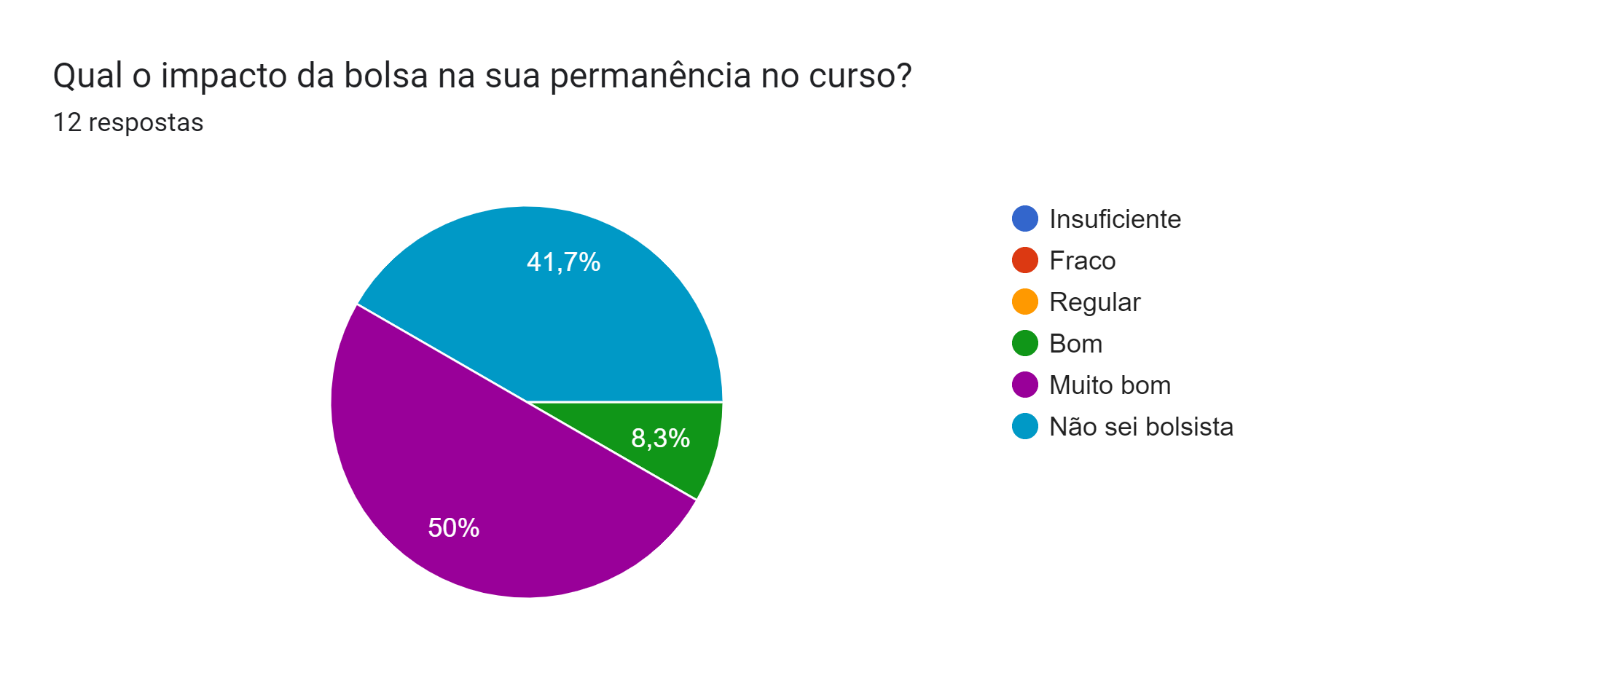 Qual o impacto da bolsa na sua permanência no curso?
12 respostas
41,7%
8,3%
50%
Insuficiente
Fraco
Regular
Bom
Muito bom
Não sei bolsista